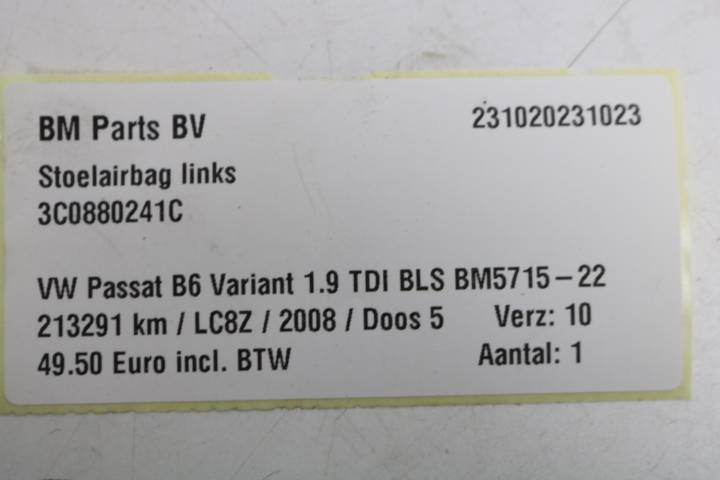 BM Parts BV 231020231023
Stoelairbag links
3C0880241C
VW Passat B6 Variant 1.9 TDI BLS BM5715-22
213291 km / LC8Z / 2008 / Doos 5 Verz: 10
49.50 Euro incl. BTW Aantal: 1